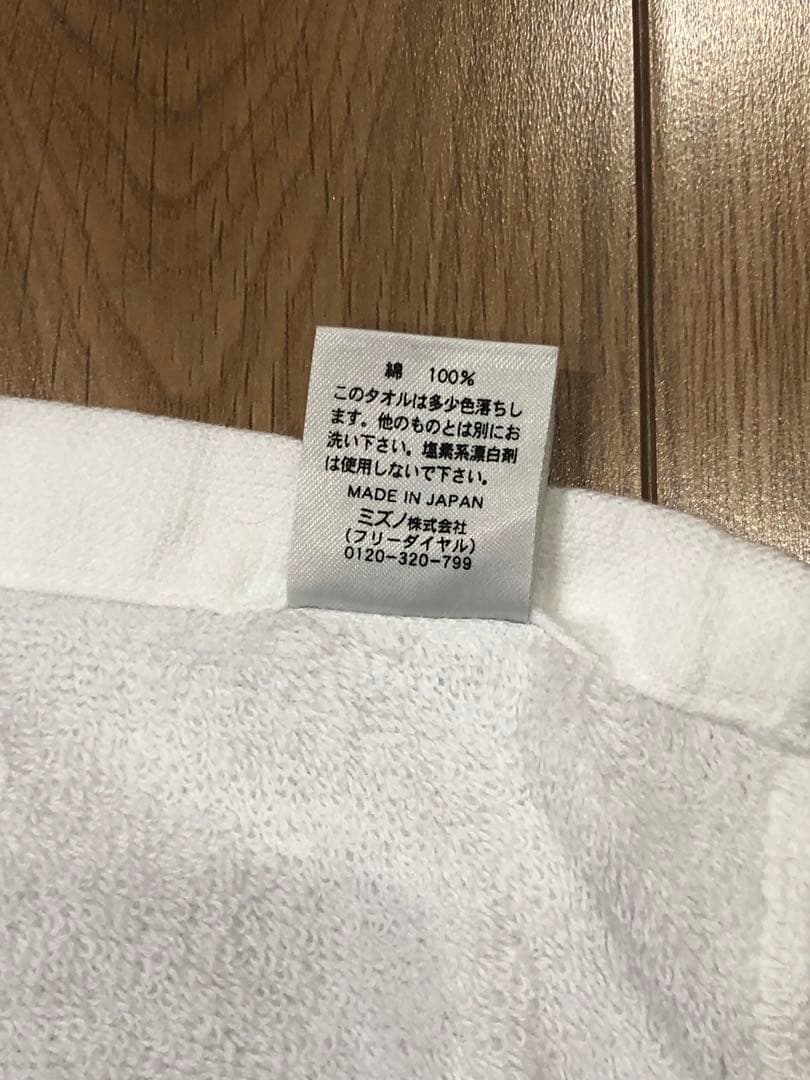 綿 100%
このタオルは多少色落ちし
ます。他のものとは別にお
洗い下さい。塩素系漂白剤
は使用しないで下さい。
MADE IN JAPAN
ミズノ株式会社
(フリーダイヤル)
0120-320-799